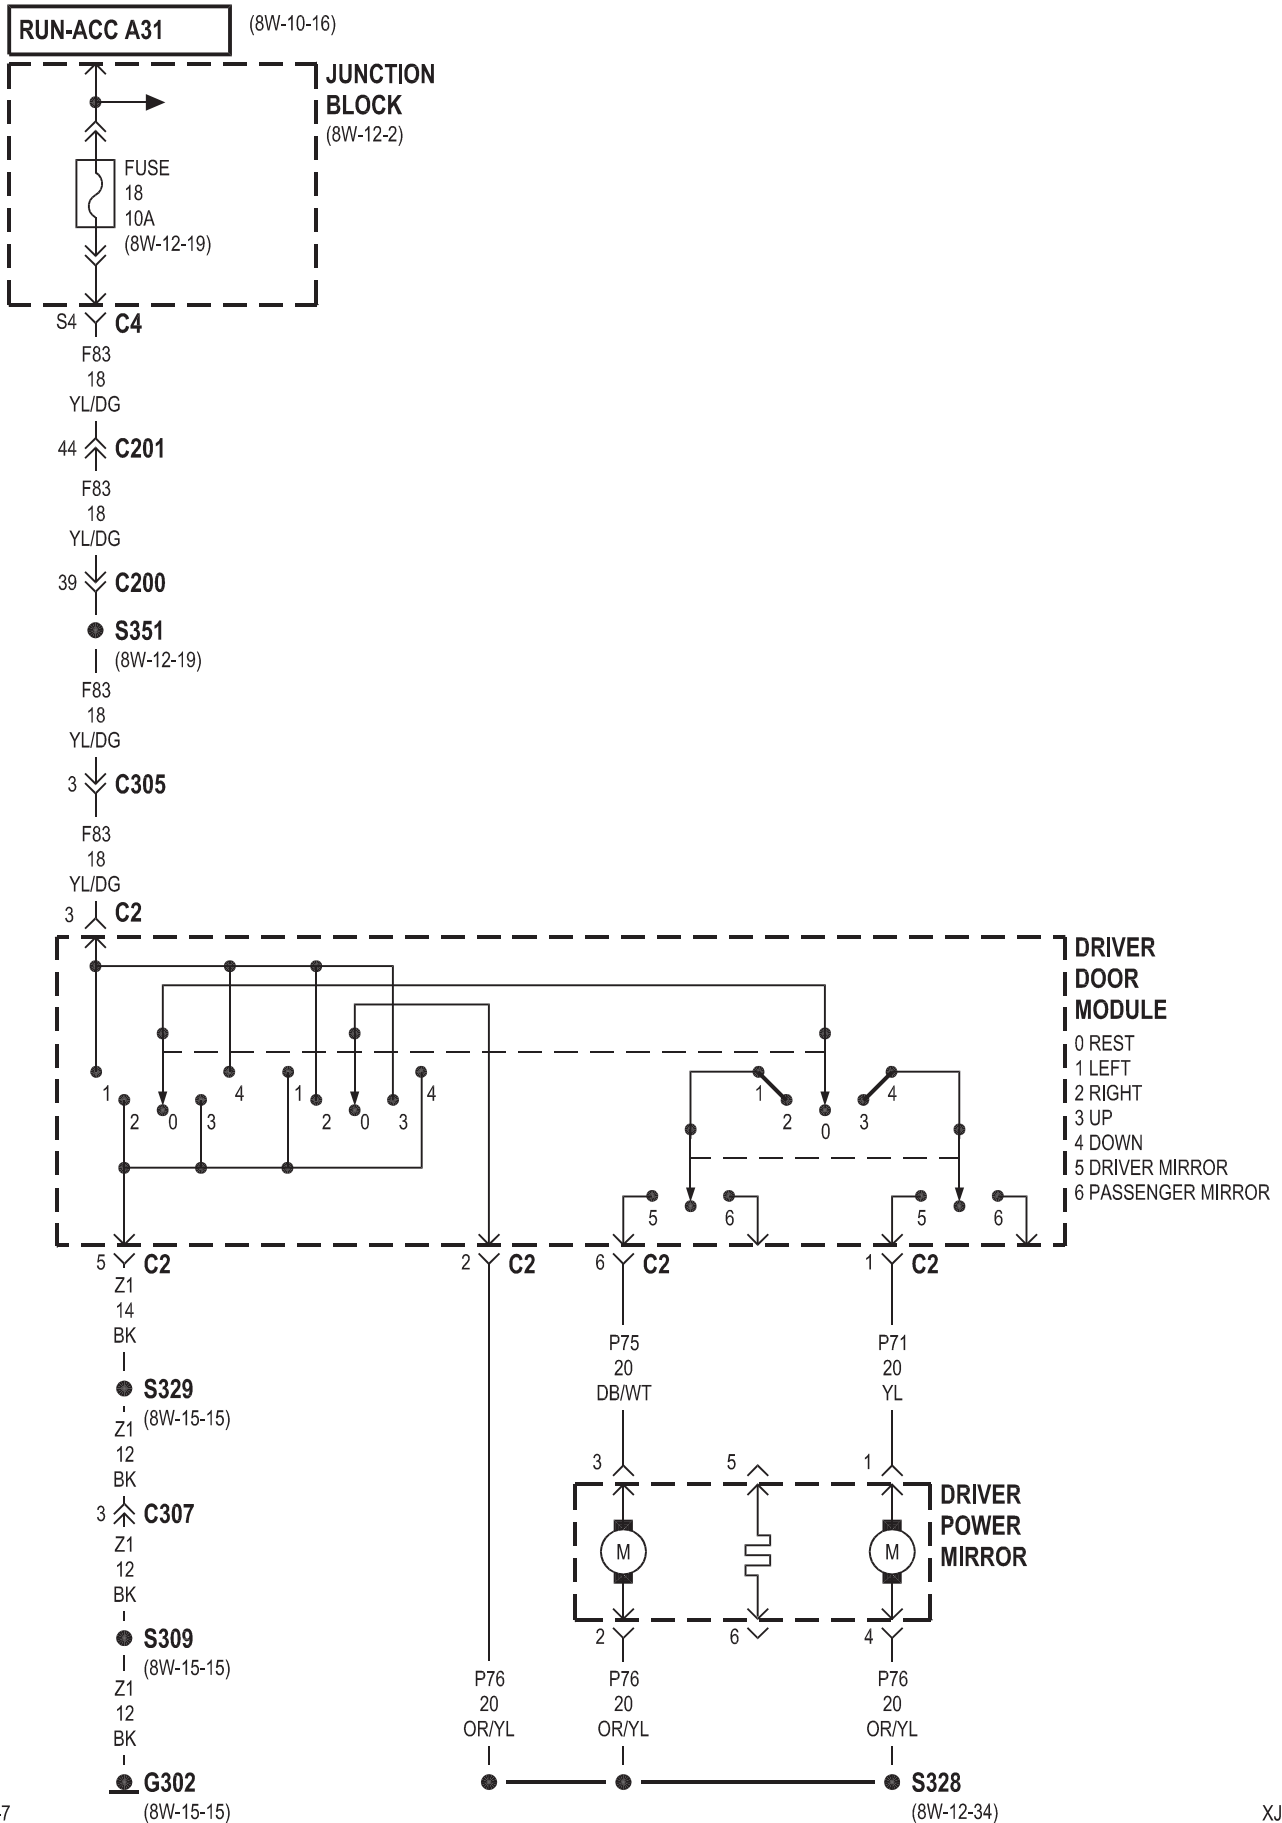 RUN-ACC A31
(8W-10-16)
JUNCTION
BLOCK
(8W-12-2)
FUSE
18
10A
(8W-12-19)
S4
C4
F83
18
YL/DG
44
C201
F83
18
YL/DG
39
C200
S351
(8W-12-19)
F83
18
YL/DG
3
C305
F83
18
YL/DG
3
C2
DRIVER
DOOR
MODULE
0 REST
1 LEFT
2 RIGHT
3 UP
4 DOWN
5 DRIVER MIRROR
6 PASSENGER MIRROR
1
2
0
3
4
1
2
0
3
4
1
2
0
3
4
5
6
5
6
5
C2
2
C2
6
C2
1
C2
Z1
14
BK
P75
20
DB/WT
P71
20
YL
S329
(8W-15-15)
Z1
12
BK
3
5
1
3
C307
DRIVER
POWER
MIRROR
M
M
Z1
12
BK
2
6
4
S309
(8W-15-15)
Z1
12
BK
P76
20
OR/YL
P76
20
OR/YL
P76
20
OR/YL
G302
(8W-15-15)
S328
(8W-12-34)
-7
XJ